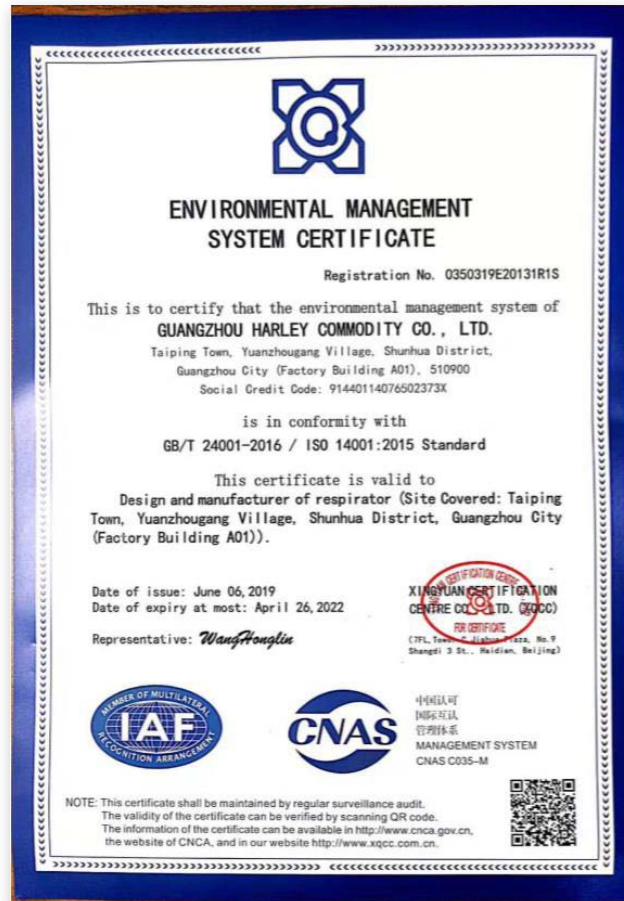 ENVIRONMENTAL MANAGEMENT
SYSTEM CERTIFICATE
Registration No. 0350319E20131R1S
This is to certify that the environmental management system of
GUANGZHOU HARLEY COMMODITY CO., LTD.
Taiping Town, Yuanzhougang Village, Shunhua District,
Guangzhou City (Factory Building A01), 510900
Social Credit Code: 91440114076502373X
is in conformity with
GB/T 24001-2016 / ISO 14001:2015 Standard
This certificate is valid to
Design and manufacturer of respirator (Site Covered: Taiping
Town, Yuanzhougang Village, Shunhua District, Guangzhou City
(Factory Building A01)).
Date of issue: June 06, 2019
Date of expiry at most: April 26, 2022
Representative: WangHonglin
XINGYUAN CERTIFICATION
CENTRE CO., LTD. (XQCC)
FOR CERTIFICATE
(7FL, Tower C Jiahua Plaza, No.9
Shangdi 3 St., Haidian, Beijing)
MEMBER OF MULTILATERAL
IAF
RECOGNITION ARRANGEMENT
CNAS
中国认可
国际互认
管理体系
MANAGEMENT SYSTEM
CNAS C035-M
NOTE: This certificate shall be maintained by regular surveillance audit.
The validity of the certificate can be verified by scanning QR code.
The information of the certificate can be available in http://www.cnca.gov.cn,
the website of CNCA, and in our website http://www.xqcc.com.cn.